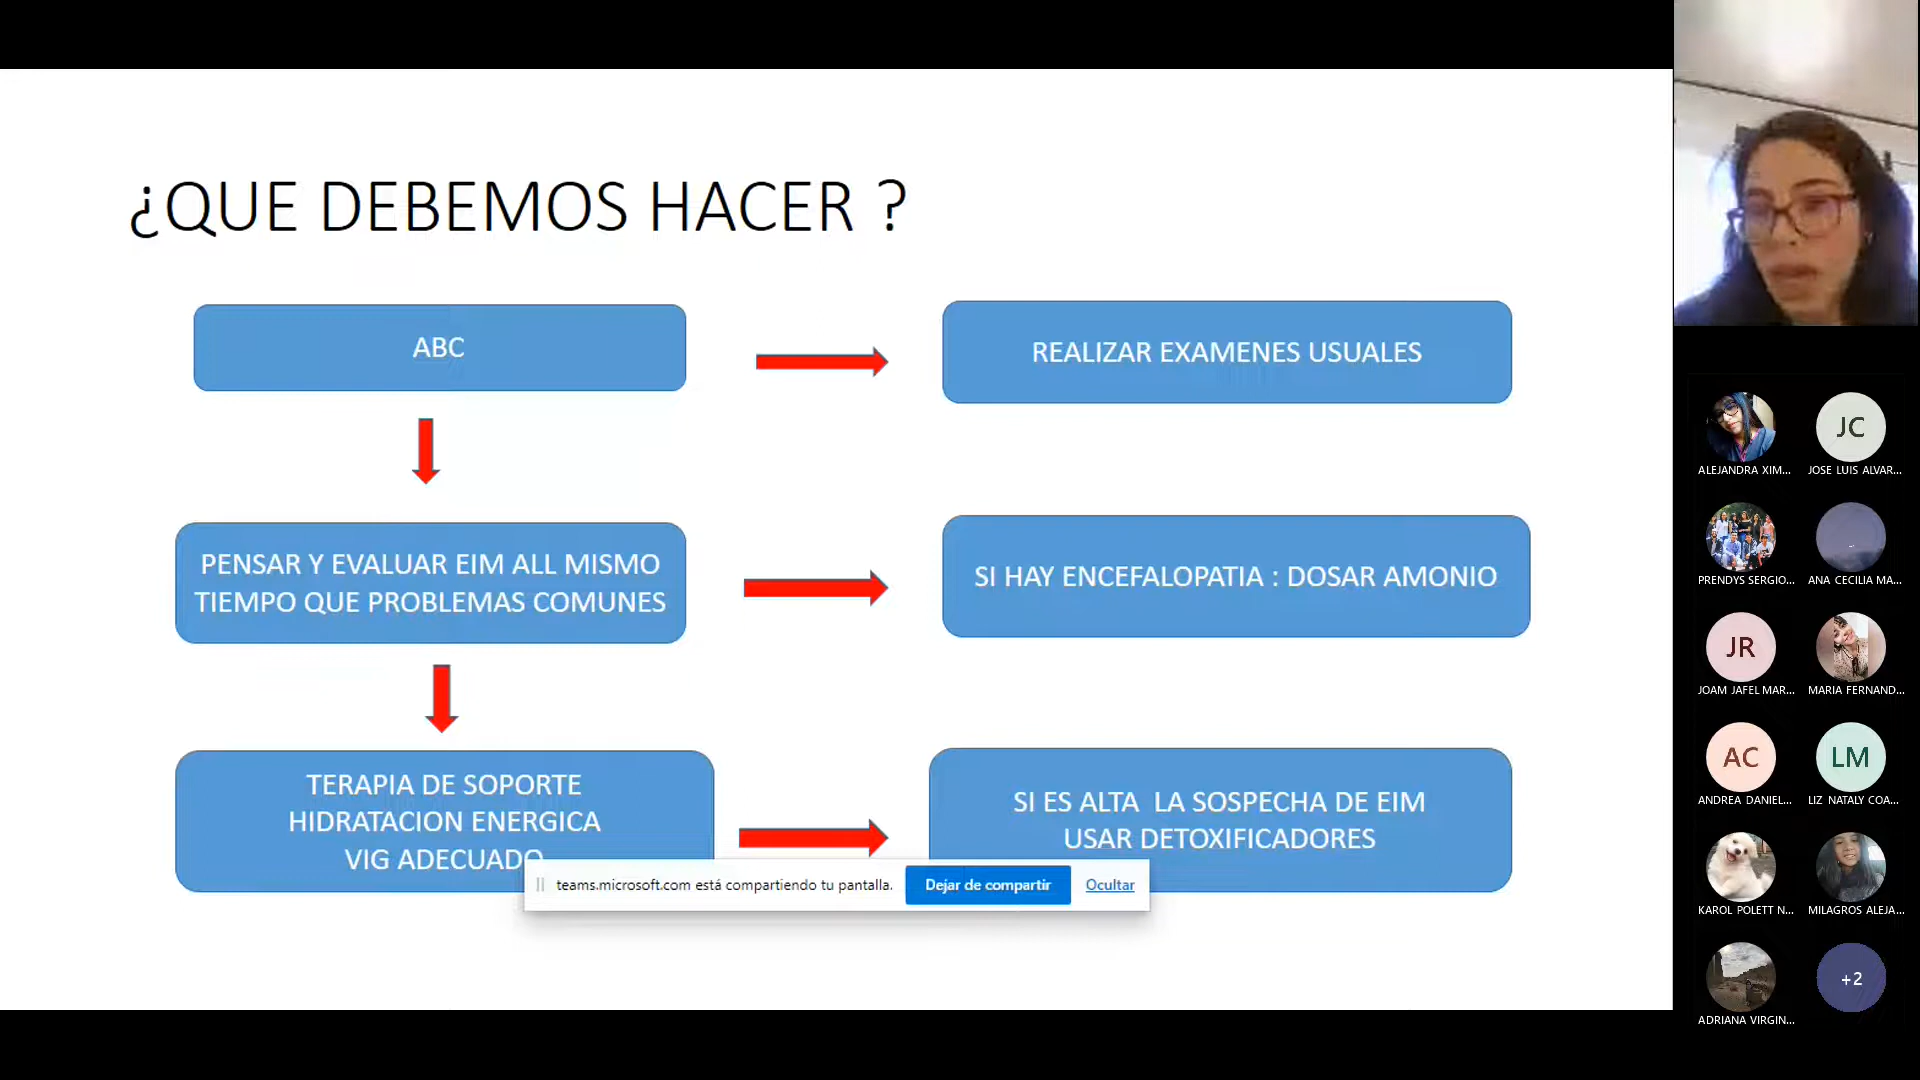 ¿QUE DEBEMOS HACER ?
ABC
REALIZAR EXAMENES USUALES
PENSAR Y EVALUAR EIM ALL MISMO
TIEMPO QUE PROBLEMAS COMUNES
SI HAY ENCEFALOPATIA : DOSAR AMONIO
TERAPIA DE SOPORTE
HIDRATACION ENERGICA
VIG ADECUADO
SI ES ALTA LA SOSPECHA DE EIM
USAR DETOXIFICADORES
teams.microsoft.com está compartiendo tu pantalla.
Dejar de compartir
Ocultar
JC
ALEJANDRA XIM...
JOSE LUIS ALVAR...
PRENDYS SERGIO...
ANA CECILIA MA...
JR
JOAM JAFEL MAR...
MARIA FERNAND...
AC
LM
ANDREA DANIEL...
LIZ NATALY COA...
KAROL POLETT N...
MILAGROS ALEJA...
+2
ADRIANA VIRGIN...